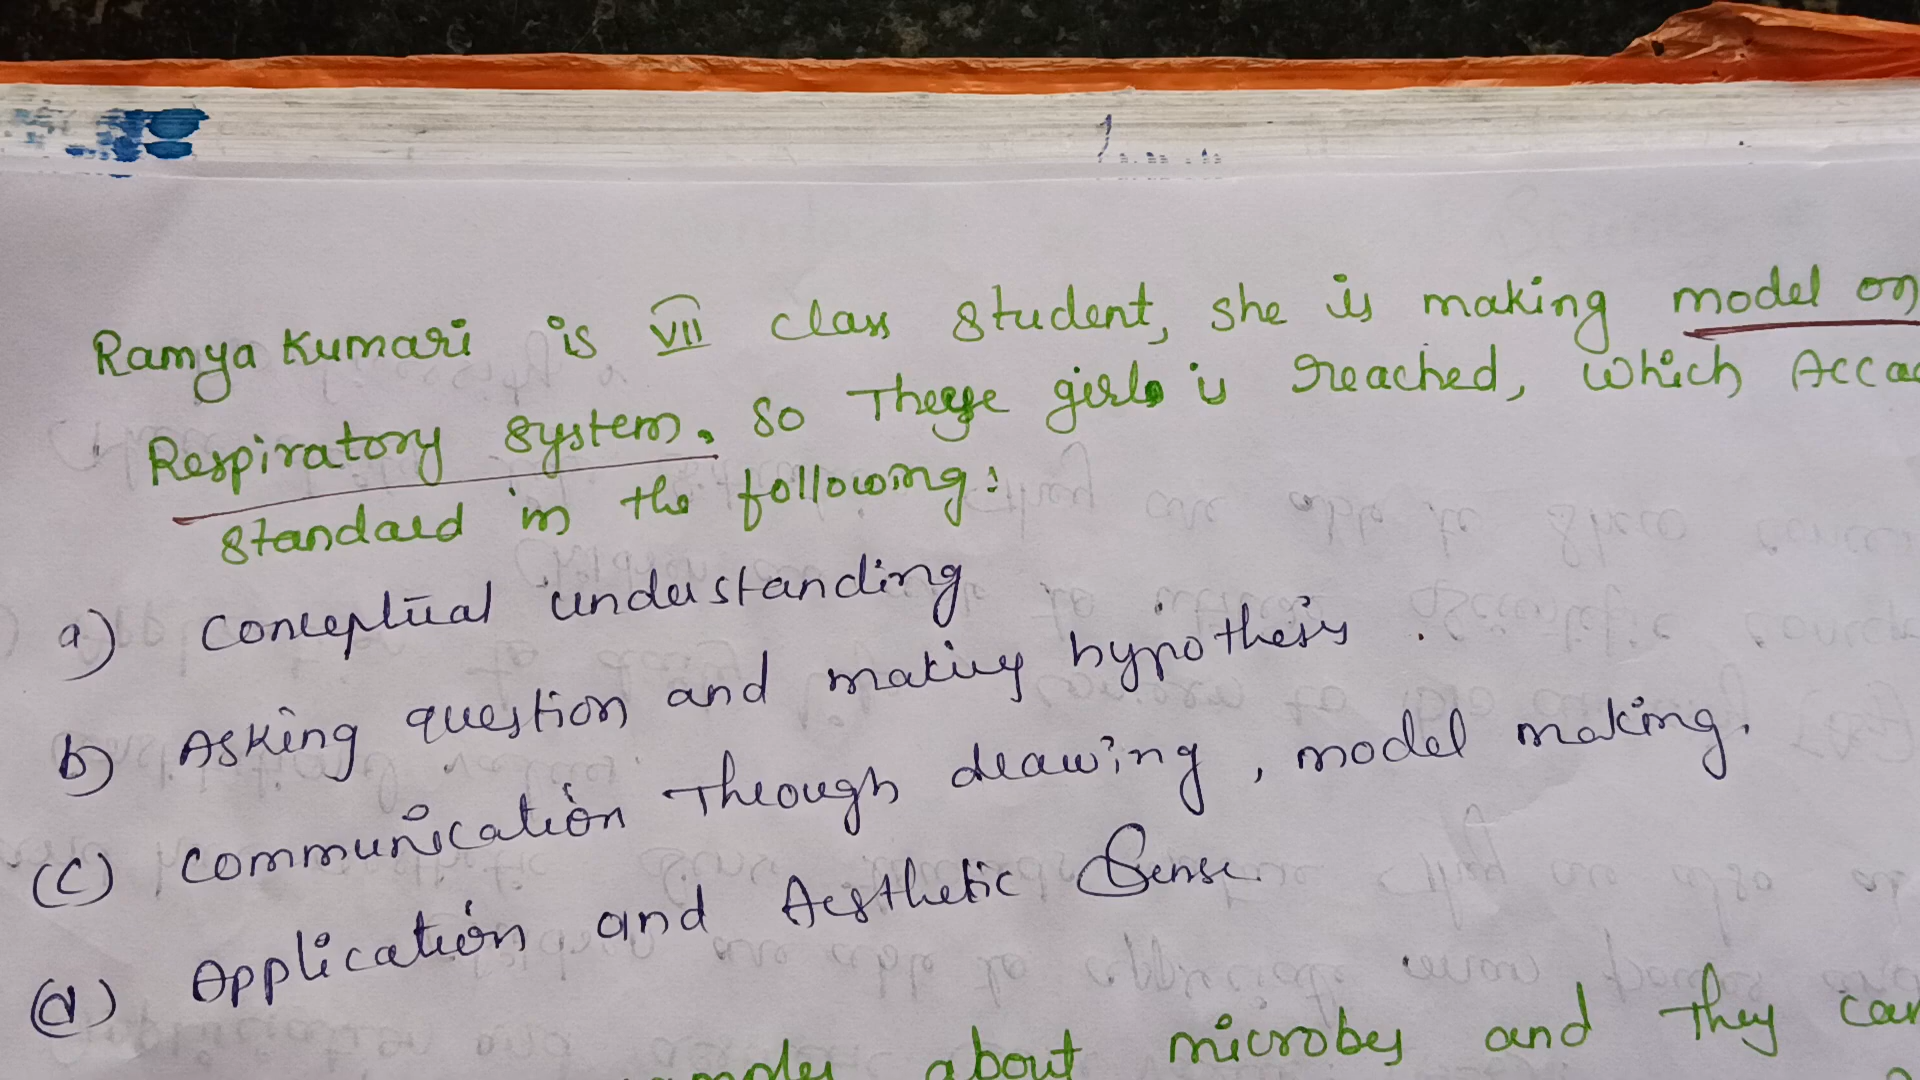 Ramya Kumari is VII class student, she is making model on
Respiratory system. So These girls is reached, which Acca
standard in the following:
a) Conceptual understanding
b) Asking question and making hypothesis.
(c) Communication Through drawing, model making.
(d) Application and Aesthetic Sense
about microbes and They can